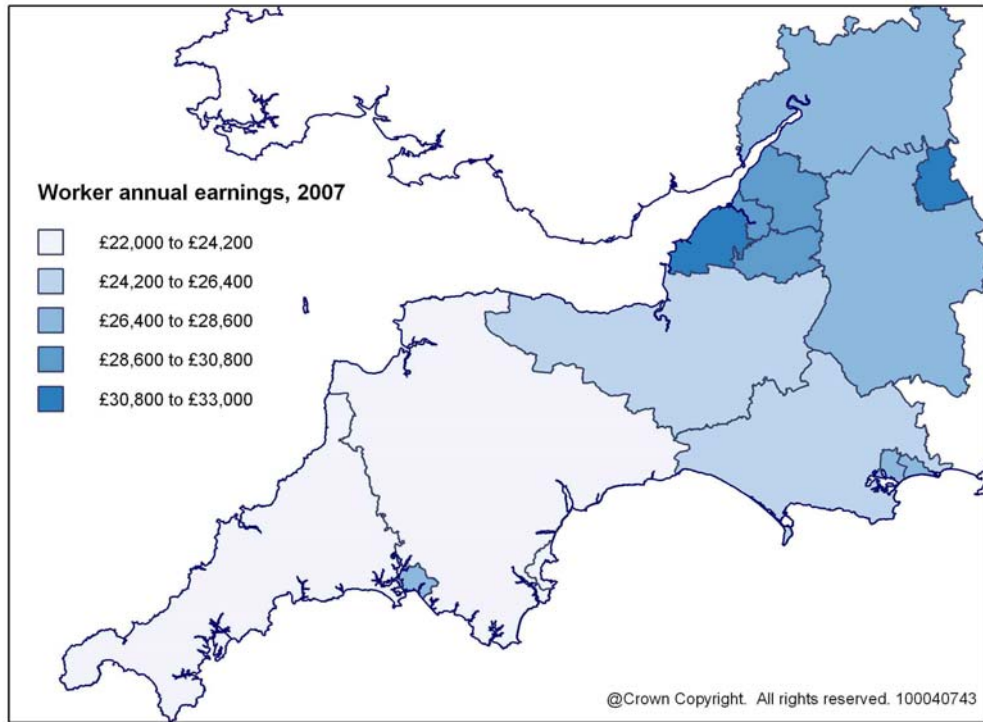 Worker annual earnings, 2007
£22,000 to £24,200
£24,200 to £26,400
£26,400 to £28,600
£28,600 to £30,800
£30,800 to £33,000
@Crown Copyright. All rights reserved. 100040743